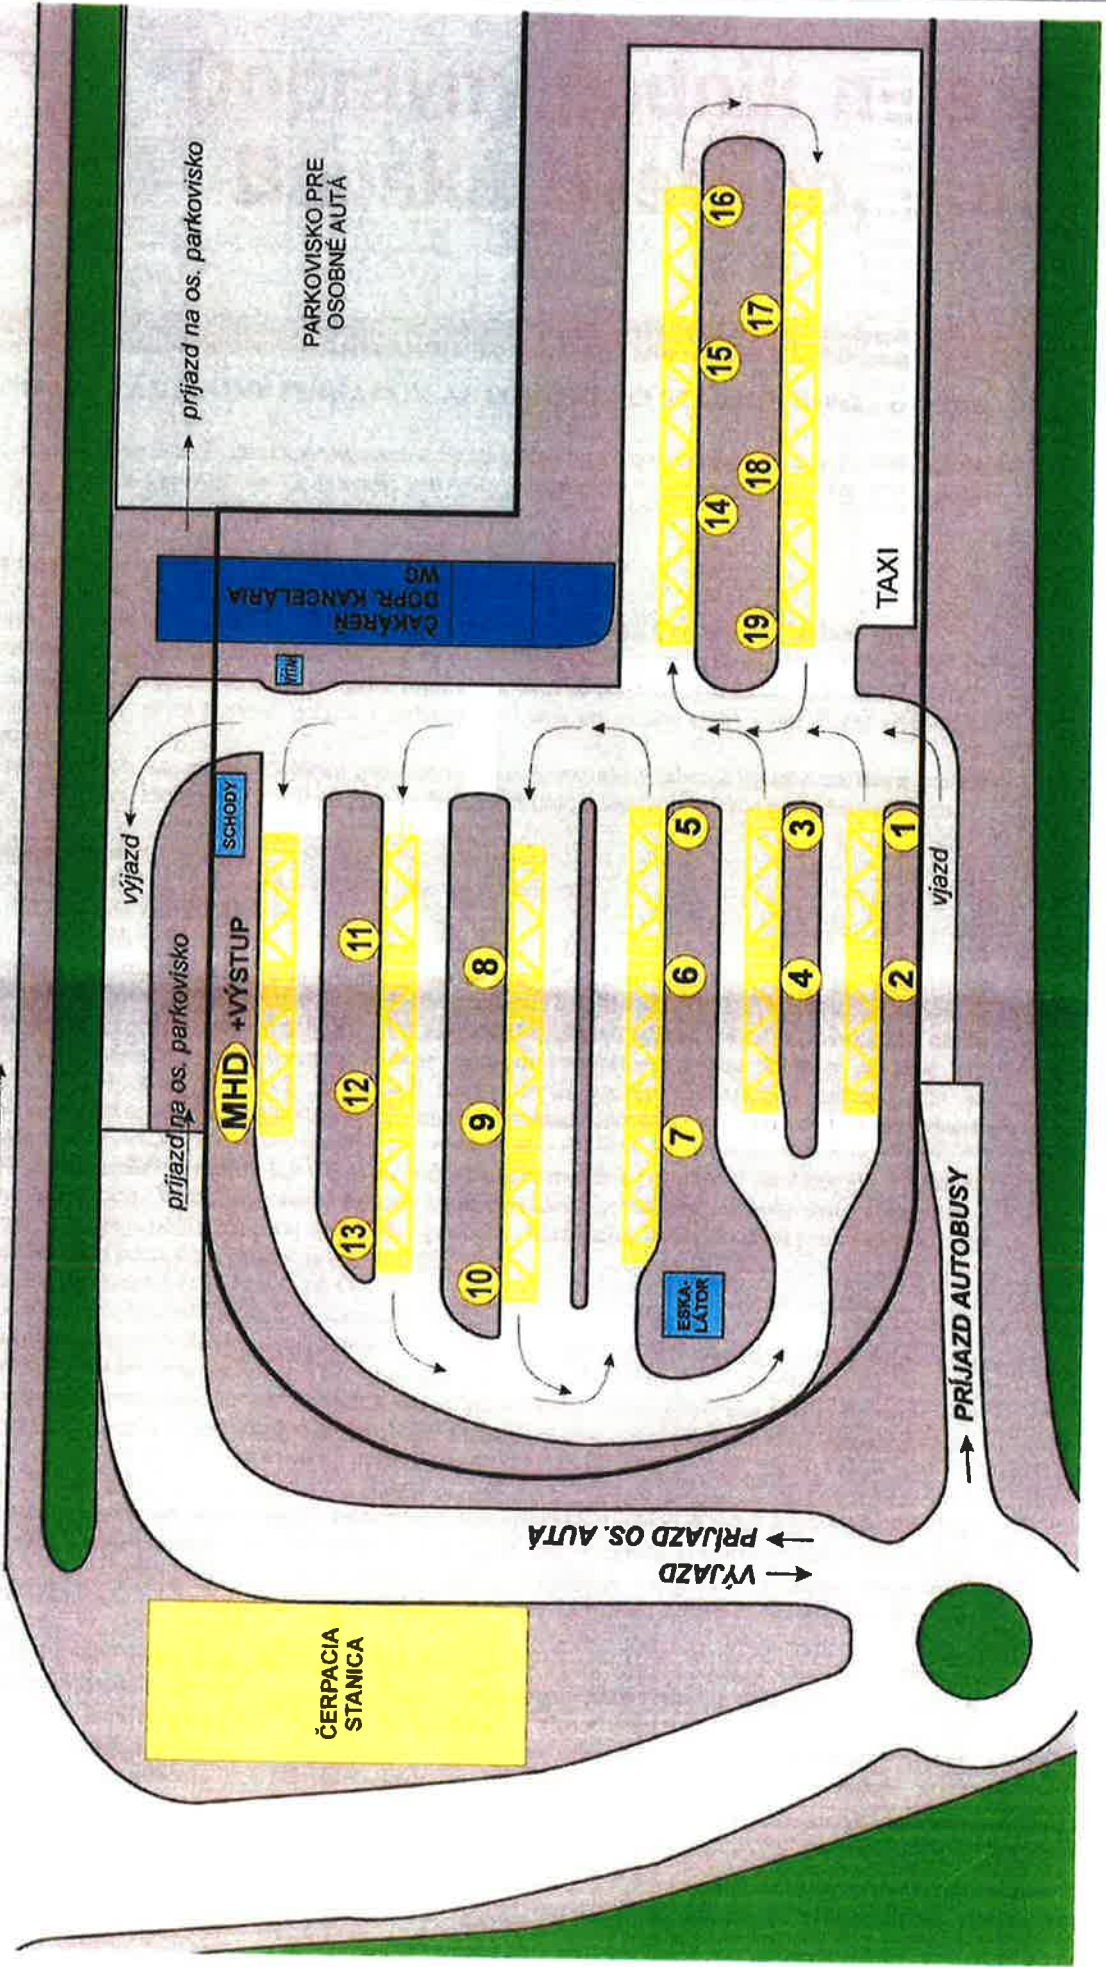 príjazd na os. parkovisko
PARKOVISKO PRE
OSOBNÉ AUTÁ
ČAKÁREŇ
DOPR. KANCELÁRIA
WC
výjazd
SCHODY
príjazd na os. parkovisko
MHD +VÝSTUP
16
17
15
18
14
19
TAXI
11
12
13
8
9
10
5
6
7
3
4
1
2
vjazd
ESKA-
LÁTOR
PRÍJAZD AUTOBUSY
PRÍJAZD OS. AUTÁ
VÝJAZD
ČERPACIA
STANICA